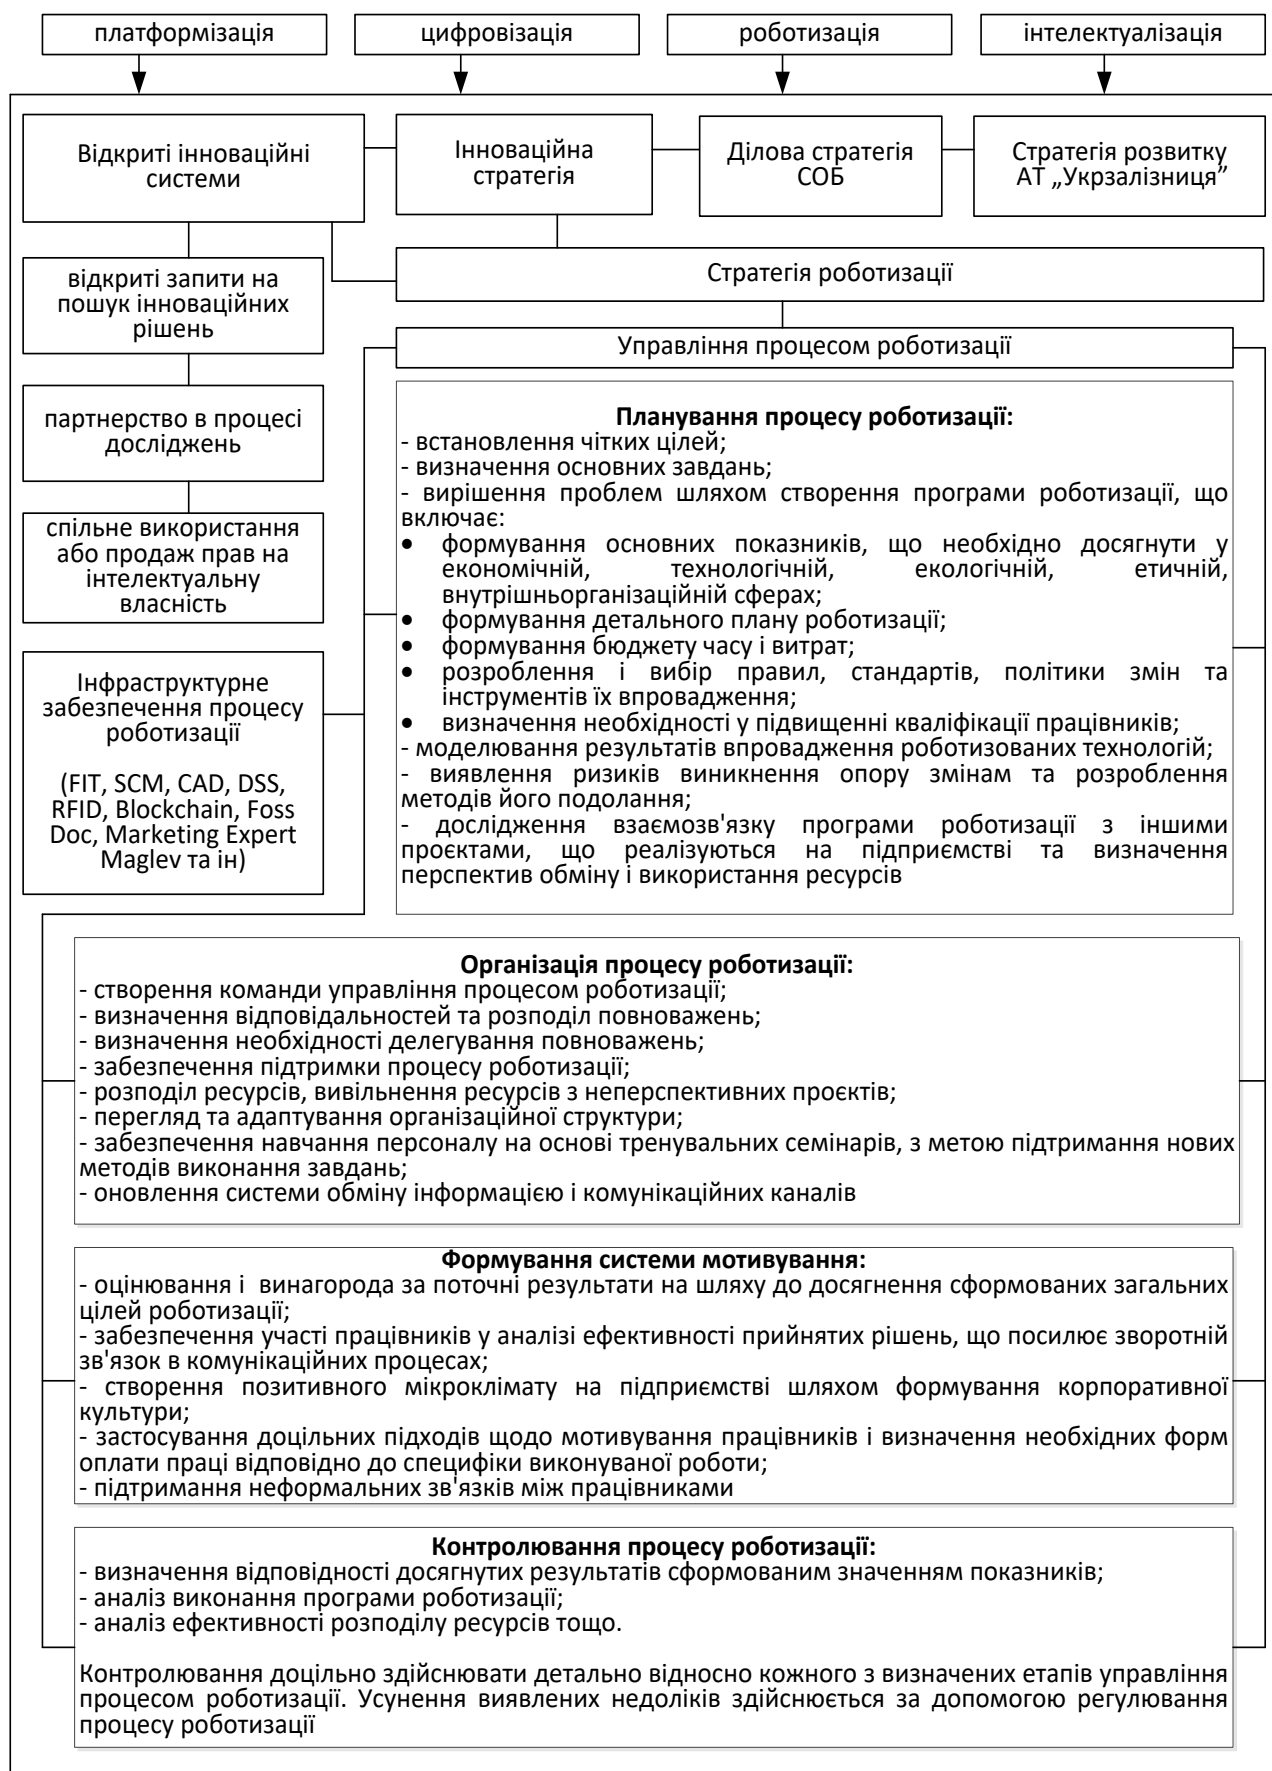 платформізація
цифровізація
роботизація
інтелектуалізація
Відкриті інноваційні
системи
Інноваційна
стратегія
Ділова стратегія
СОБ
Стратегія розвитку
АТ „Укрзалізниця”
відкриті запити на
пошук інноваційних
рішень
партнерство в процесі
досліджень
спільне використання
або продаж прав на
інтелектуальну
власність
Інфраструктурне
забезпечення процесу
роботизації
(FIT, SCM, CAD, DSS,
RFID, Blockchain, Foss
Doc, Marketing Expert
Maglev та ін)
Стратегія роботизації
Управління процесом роботизації
Планування процесу роботизації:
- встановлення чітких цілей;
- визначення основних завдань;
- вирішення проблем шляхом створення програми роботизації, що
включає:
• формування основних показників, що необхідно досягнути у
економічній, технологічній, екологічній, етичній,
внутрішньорганізаційній сферах;
• формування детального плану роботизації;
• формування бюджету часу і витрат;
• розроблення і вибір правил, стандартів, політики змін та
інструментів їх впровадження;
• визначення необхідності у підвищенні кваліфікації працівників;
- моделювання результатів впровадження роботизованих технологій;
- виявлення ризиків виникнення опору змінам та розроблення
методів його подолання;
- дослідження взаємозв'язку програми роботизації з іншими
проєктами, що реалізуються на підприємстві та визначення
перспектив обміну і використання ресурсів
Організація процесу роботизації:
- створення команди управління процесом роботизації;
- визначення відповідальностей та розподіл повноважень;
- визначення необхідності делегування повноважень;
- забезпечення підтримки процесу роботизації;
- розподіл ресурсів, вивільнення ресурсів з неперспективних проєктів;
- перегляд та адаптування організаційної структури;
- забезпечення навчання персоналу на основі тренувальних семінарів, з метою підтримання нових
методів виконання завдань;
- оновлення системи обміну інформацією і комунікаційних каналів
Формування системи мотивування:
- оцінювання і винагорода за поточні результати на шляху до досягнення сформованих загальних
цілей роботизації;
- забезпечення участі працівників у аналізі ефективності прийнятих рішень, що посилює зворотній
зв'язок в комунікаційних процесах;
- створення позитивного мікроклімату на підприємстві шляхом формування корпоративної
культури;
- застосування доцільних підходів щодо мотивування працівників і визначення необхідних форм
оплати праці відповідно до специфіки виконуваної роботи;
- підтримання неформальних зв'язків між працівниками
Контролювання процесу роботизації:
- визначення відповідності досягнутих результатів сформованим значенням показників;
- аналіз виконання програми роботизації;
- аналіз ефективності розподілу ресурсів тощо.
Контролювання доцільно здійснювати детально відносно кожного з визначених етапів управління
процесом роботизації. Усунення виявлених недоліків здійснюється за допомогою регулювання
процесу роботизації